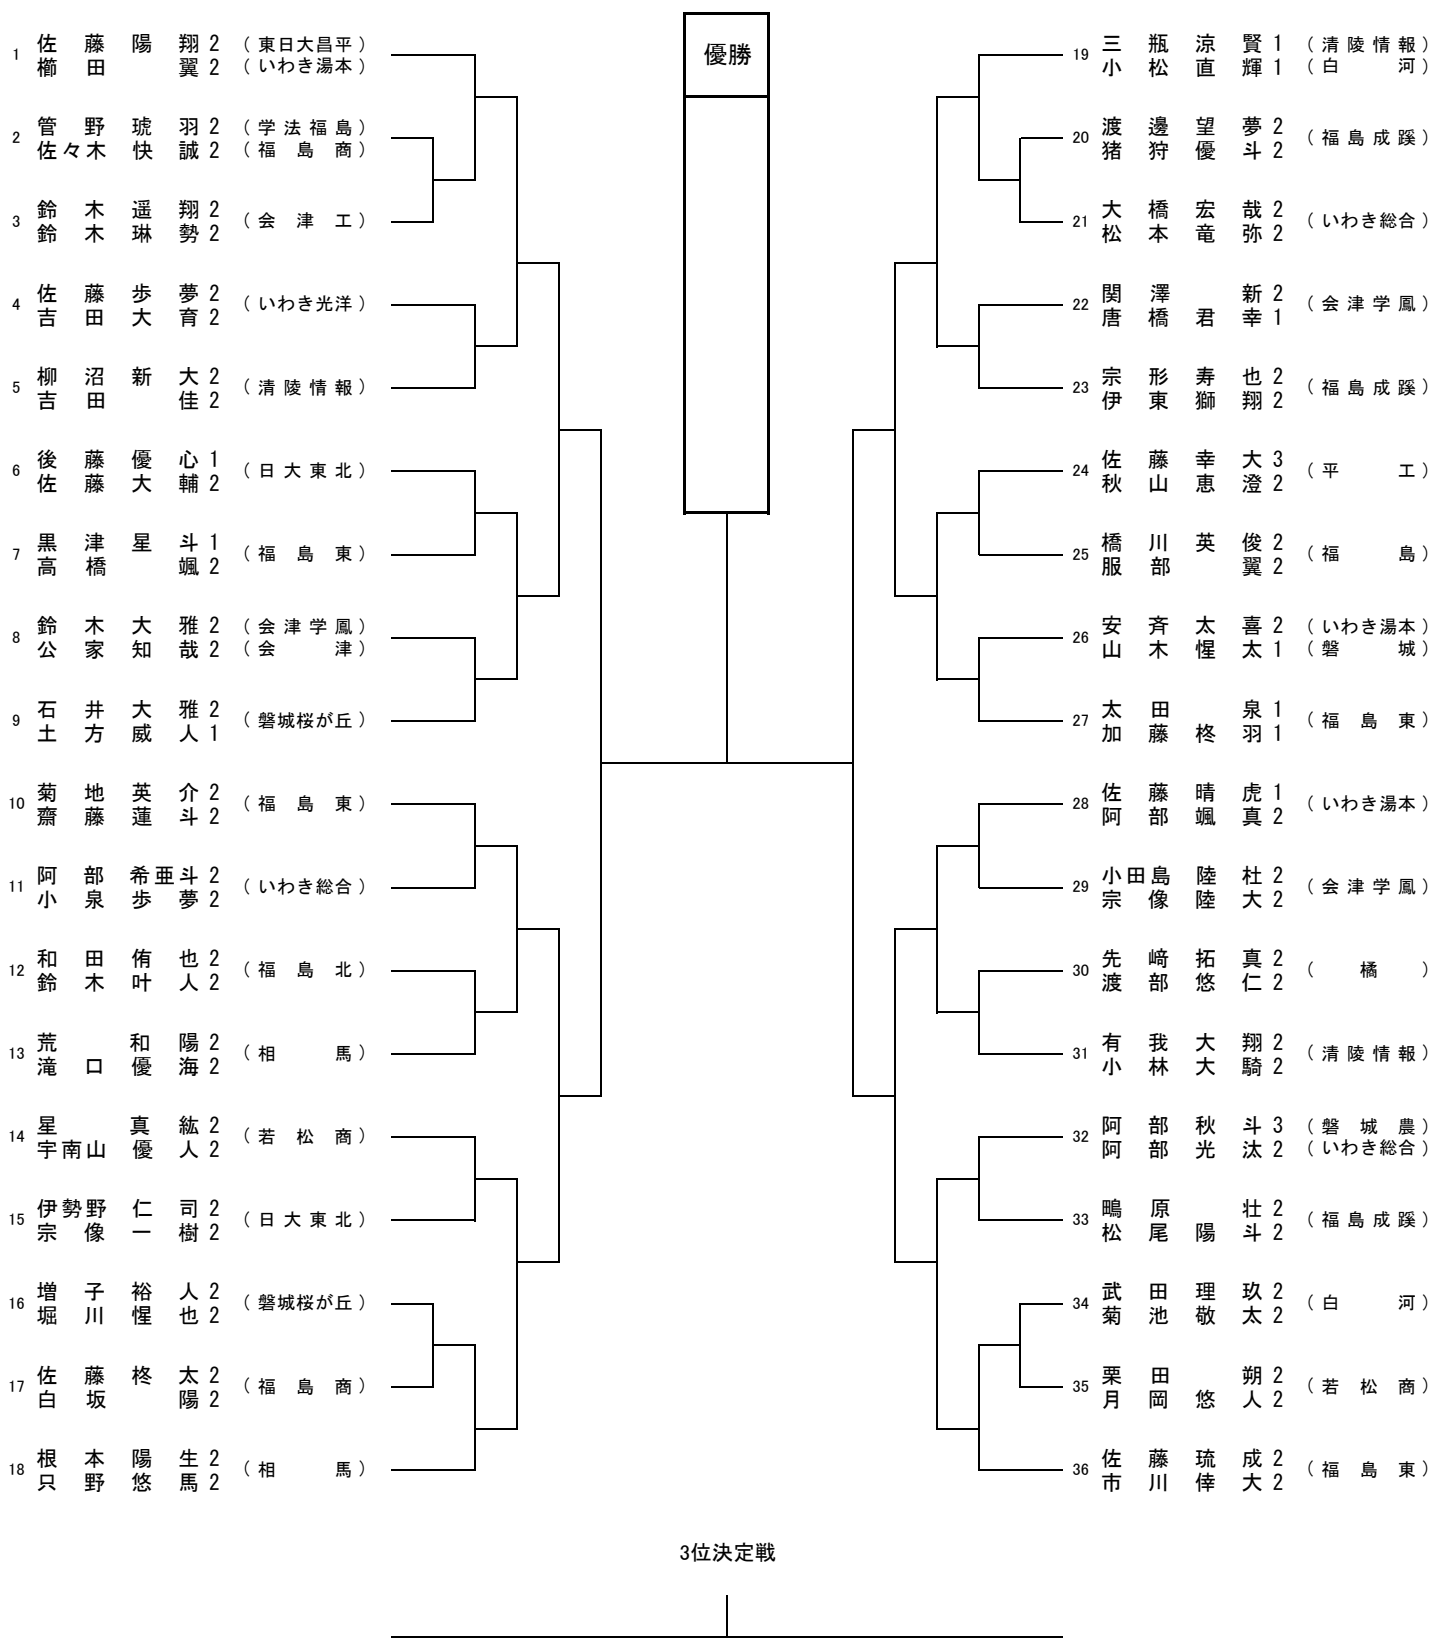 優勝
1 佐藤陽翔 2 (東日大昌平)
櫛田翼 2 (いわき湯本)
2 管野琥羽 2 (学法福島)
佐々木快誠 2 (福島商)
3 鈴木遥翔 2 (会津工)
鈴木琳勢 2
4 佐藤歩夢 2 (いわき光洋)
吉田大育 2
5 柳沼新大 2 (清陵情報)
吉田佳 2
6 後藤優心 1 (日大東北)
佐藤大輔 2
7 黒津星斗 1 (福島東)
高橋颯 2
8 鈴木大雅 2 (会津学鳳)
公家知哉 2 (会津)
9 石井大雅 2 (磐城桜が丘)
土方威人 1
10 菊地英介 2 (福島東)
齋藤蓮斗 2
11 阿部希亜斗 2 (いわき総合)
小泉歩夢 2
12 和田侑也 2 (福島北)
鈴木叶人 2
13 荒和陽 2 (相馬)
滝口優海 2
14 星真紘 2 (若松商)
宇南山優人 2
15 伊勢野仁司 2 (日大東北)
宗像一樹 2
16 増子裕人 2 (磐城桜が丘)
堀川惺也 2
17 佐藤柊太 2 (福島商)
白坂陽 2
18 根本陽生 2 (相馬)
只野悠馬 2
19 三瓶涼賢 1 (清陵情報)
小松直輝 1 (白河)
20 渡邊望夢 2 (福島成蹊)
猪狩優斗 2
21 大橋宏哉 2 (いわき総合)
松本竜弥 2
22 関澤新 2 (会津学鳳)
唐橋君幸 1
23 宗形寿也 2 (福島成蹊)
伊東獅翔 2
24 佐藤幸大 3 (平工)
秋山恵澄 2
25 橋川英俊 2 (福島)
服部翼 2
26 安斉太喜 2 (いわき湯本)
山木惺太 1 (磐城)
27 太田泉 1 (福島東)
加藤柊羽 1
28 佐藤晴虎 1 (いわき湯本)
阿部颯真 2
29 小田島陸杜 2 (会津学鳳)
宗像陸大 2
30 先﨑拓真 2 (橘)
渡部悠仁 2
31 有我大翔 2 (清陵情報)
小林大騎 2
32 阿部秋斗 3 (磐城農)
阿部光汰 2 (いわき総合)
33 鴫原壮 2 (福島成蹊)
松尾陽斗 2
34 武田理玖 2 (白河)
菊池敬太 2
35 栗田朔 2 (若松商)
月岡悠人 2
36 佐藤琉成 2 (福島東)
市川倖大 2
3位決定戦